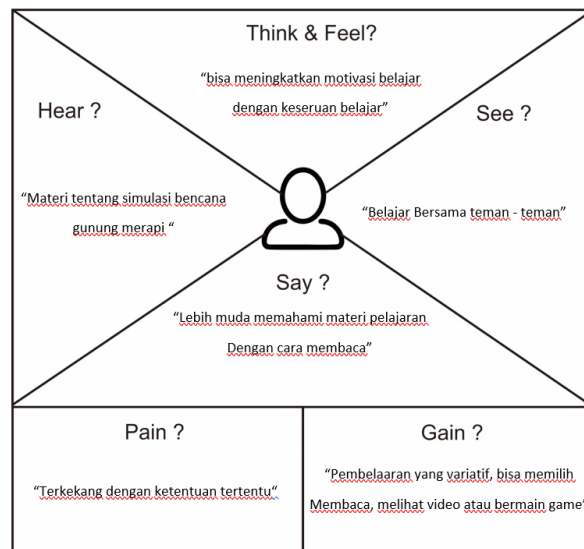 Think & Feel?
“bisa meningkatkan motivasi belajar
dengan keseruan belajar”
Hear ?
“Materi tentang simulasi bencana
gunung merapi “
See ?
“Belajar Bersama teman - teman”
Say ?
“Lebih muda memahami materi pelajaran
Dengan cara membaca”
Pain ?
“Terkekang dengan ketentuan tertentu“
Gain ?
“Pembelaaran yang variatif, bisa memilih
Membaca, melihat video atau bermain game”